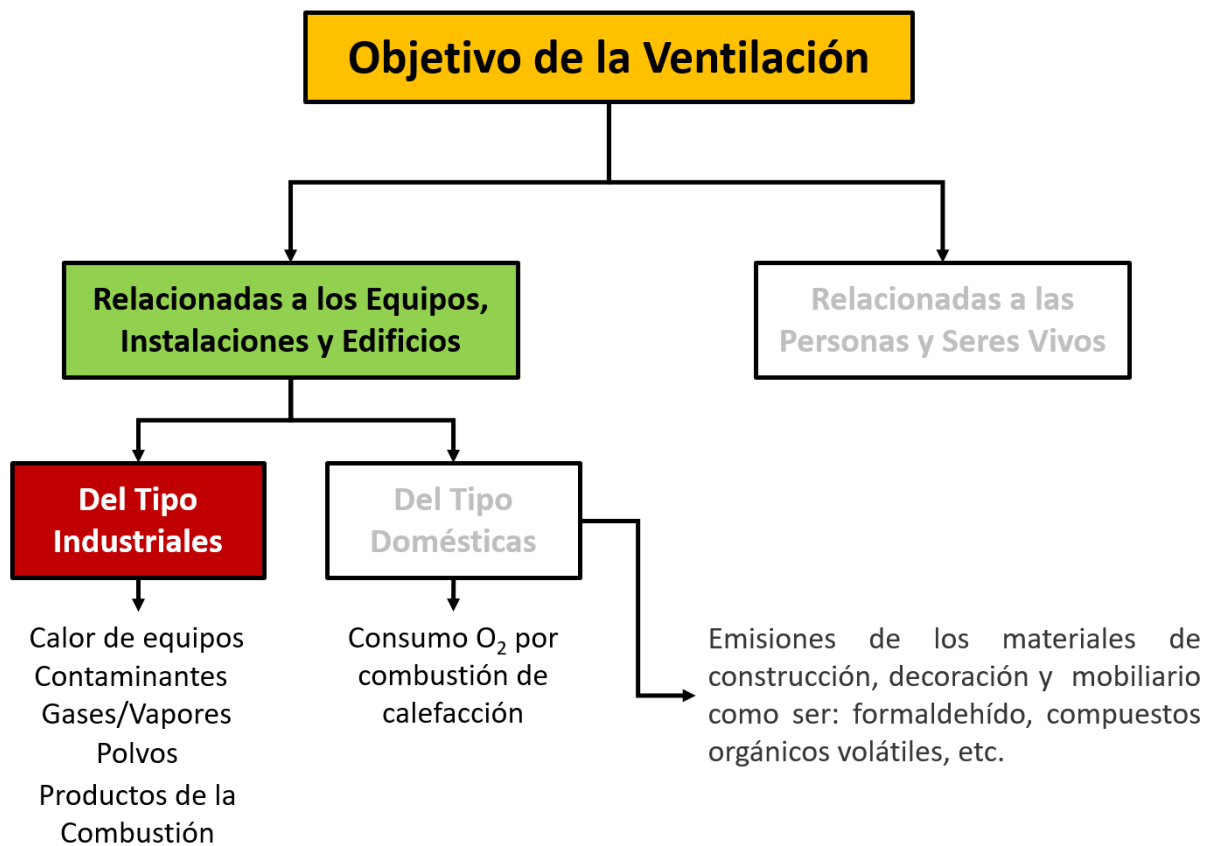 Objetivo de la Ventilación
Relacionadas a los Equipos,
Instalaciones y Edificios
Relacionadas a las
Personas y Seres Vivos
Del Tipo
Industriales
Del Tipo
Domésticas
Calor de equipos
Contaminantes
Gases/Vapores
Polvos
Productos de la
Combustión
Consumo O₂ por
combustión de
calefacción
Emisiones de los materiales de
construcción, decoración y mobiliario
como ser: formaldehído, compuestos
orgánicos volátiles, etc.